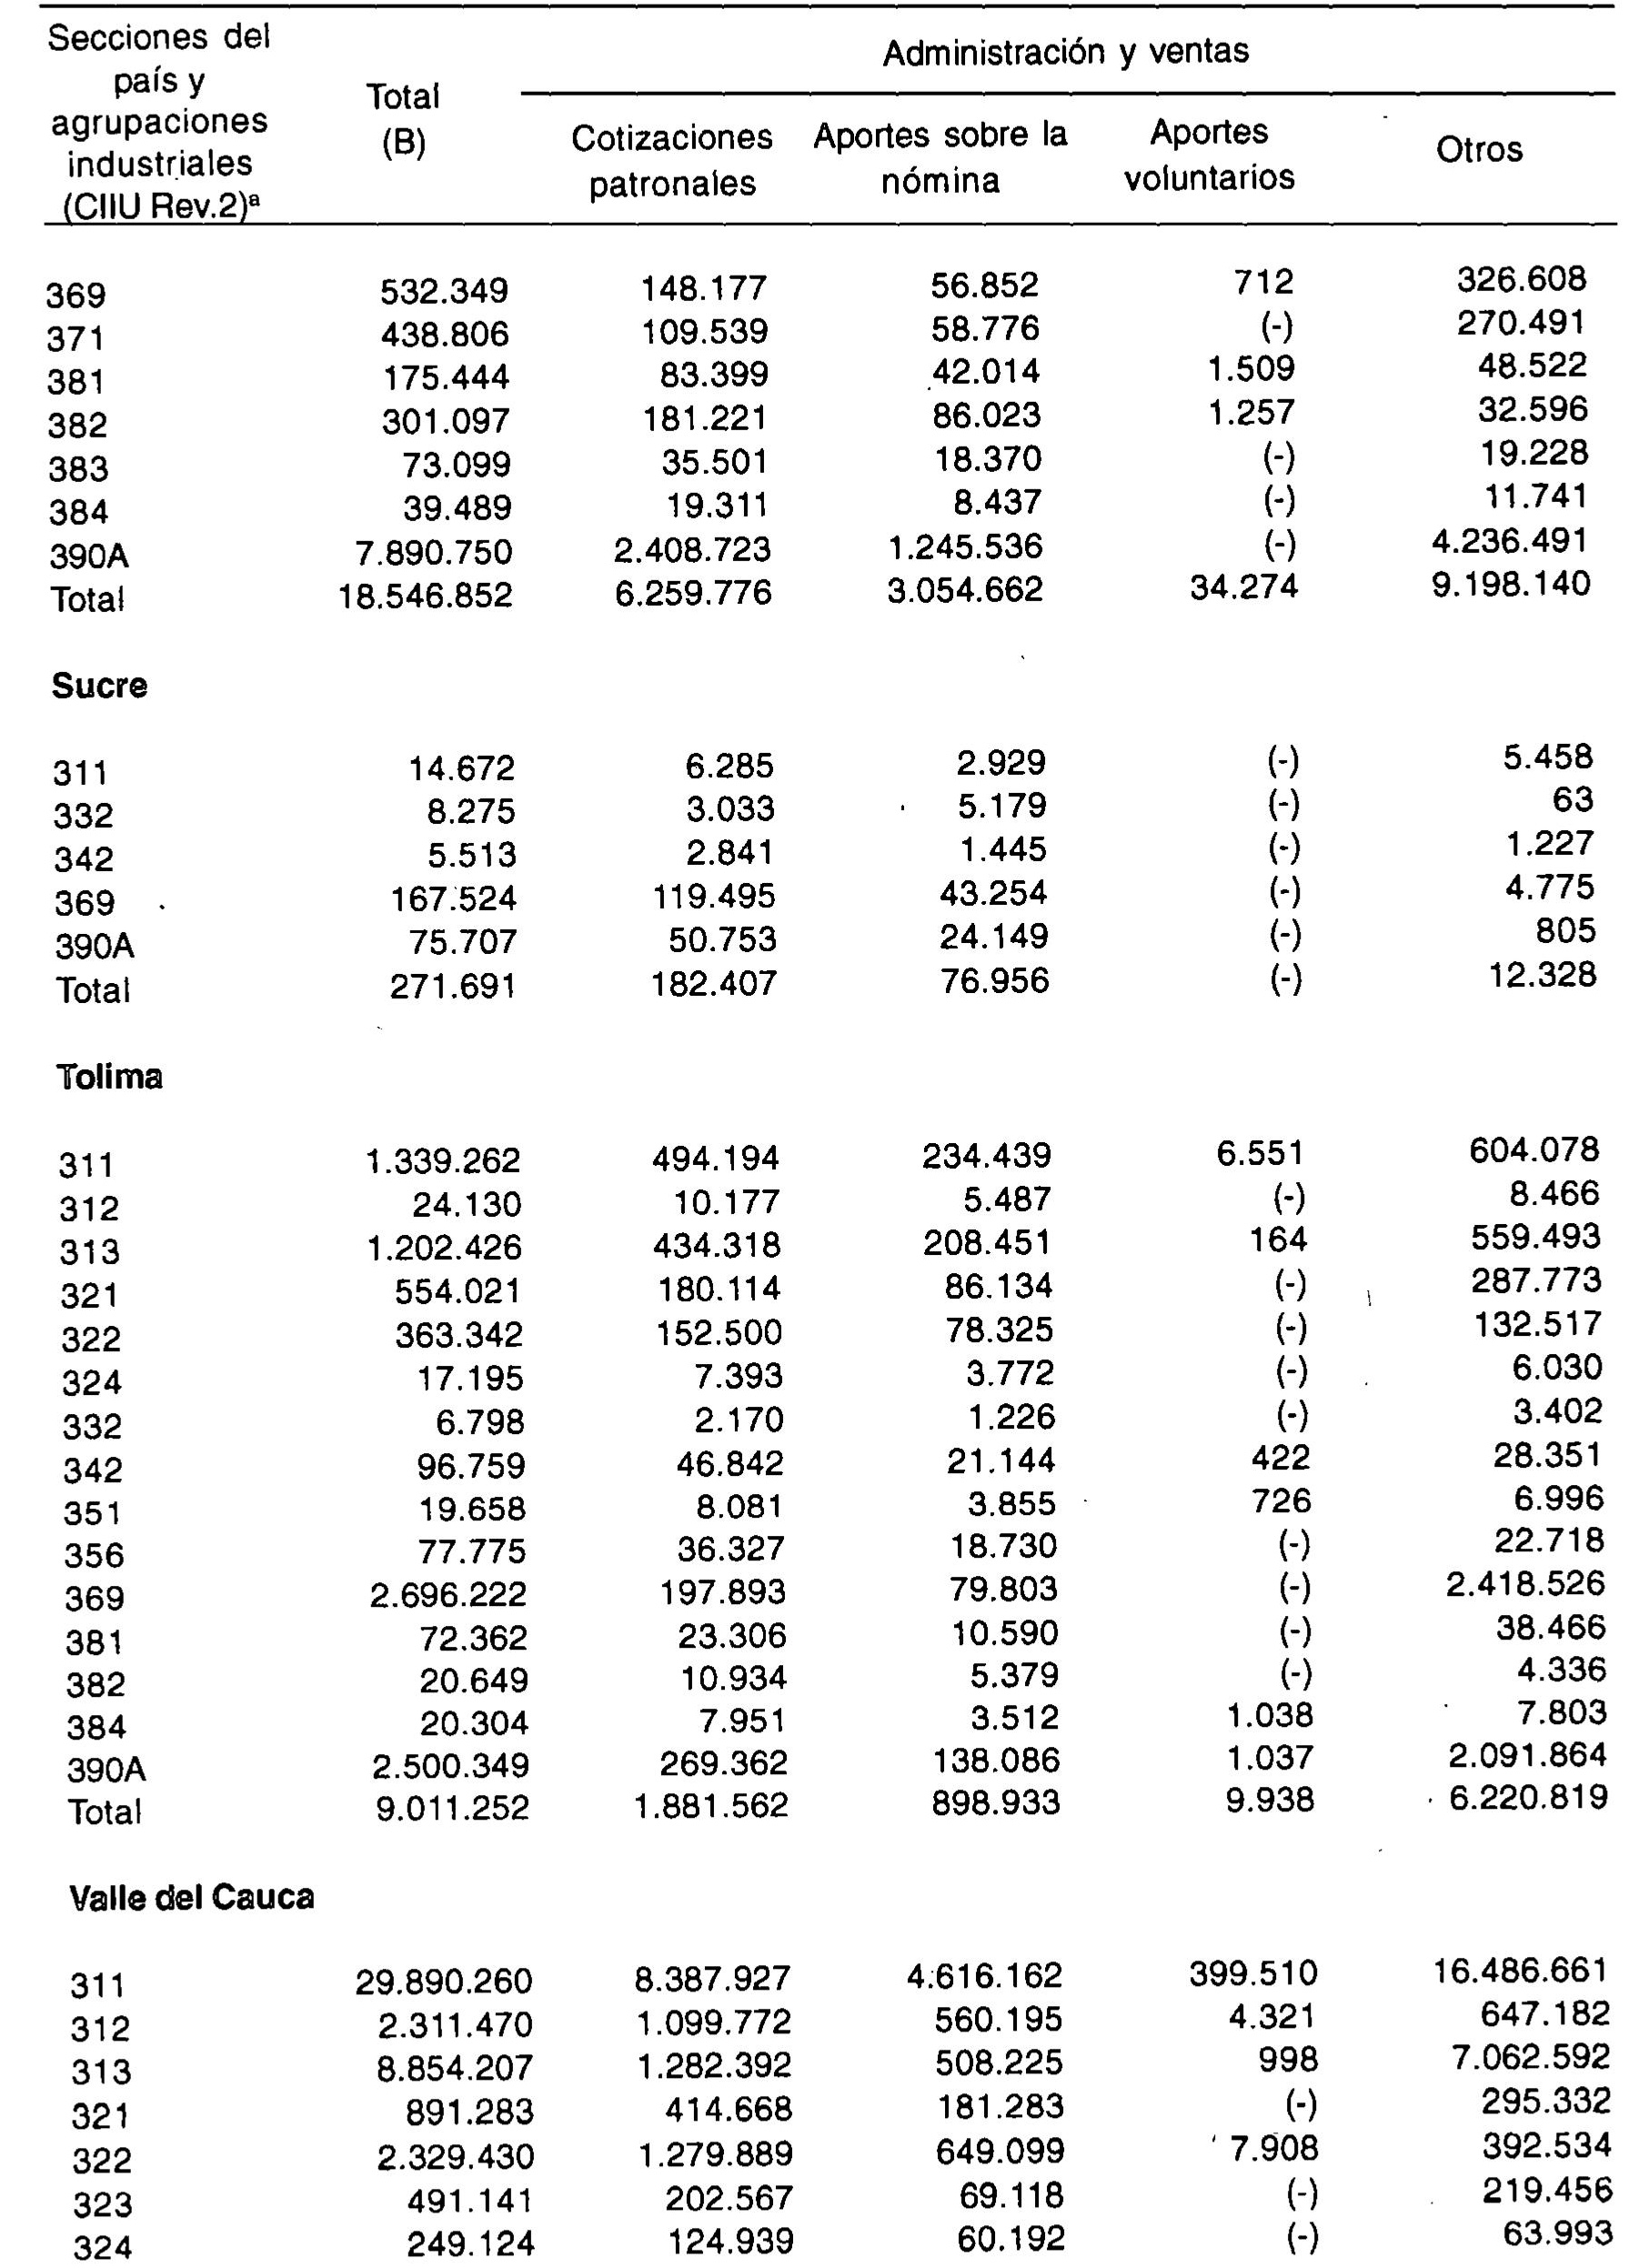 Secciones del
país y
agrupaciones
industriales
(CIIU Rev.2)ª
Total
(B)
Administración y ventas
Cotizaciones
patronales
Aportes sobre la
nómina
Aportes
voluntarios
Otros
369 532.349 148.177 56.852 712 326.608
371 438.806 109.539 58.776 (-) 270.491
381 175.444 83.399 42.014 1.509 48.522
382 301.097 181.221 86.023 1.257 32.596
383 73.099 35.501 18.370 (-) 19.228
384 39.489 19.311 8.437 (-) 11.741
390A 7.890.750 2.408.723 1.245.536 (-) 4.236.491
Total 18.546.852 6.259.776 3.054.662 34.274 9.198.140
Sucre
311 14.672 6.285 2.929 (-) 5.458
332 8.275 3.033 5.179 (-) 63
342 5.513 2.841 1.445 (-) 1.227
369 167.524 119.495 43.254 (-) 4.775
390A 75.707 50.753 24.149 (-) 805
Total 271.691 182.407 76.956 (-) 12.328
Tolima
311 1.339.262 494.194 234.439 6.551 604.078
312 24.130 10.177 5.487 (-) 8.466
313 1.202.426 434.318 208.451 164 559.493
321 554.021 180.114 86.134 (-) 287.773
322 363.342 152.500 78.325 (-) 132.517
324 17.195 7.393 3.772 (-) 6.030
332 6.798 2.170 1.226 (-) 3.402
342 96.759 46.842 21.144 422 28.351
351 19.658 8.081 3.855 726 6.996
356 77.775 36.327 18.730 (-) 22.718
369 2.696.222 197.893 79.803 (-) 2.418.526
381 72.362 23.306 10.590 (-) 38.466
382 20.649 10.934 5.379 (-) 4.336
384 20.304 7.951 3.512 1.038 7.803
390A 2.500.349 269.362 138.086 1.037 2.091.864
Total 9.011.252 1.881.562 898.933 9.938 6.220.819
Valle del Cauca
311 29.890.260 8.387.927 4.616.162 399.510 16.486.661
312 2.311.470 1.099.772 560.195 4.321 647.182
313 8.854.207 1.282.392 508.225 998 7.062.592
321 891.283 414.668 181.283 (-) 295.332
322 2.329.430 1.279.889 649.099 7.908 392.534
323 491.141 202.567 69.118 (-) 219.456
324 249.124 124.939 60.192 (-) 63.993